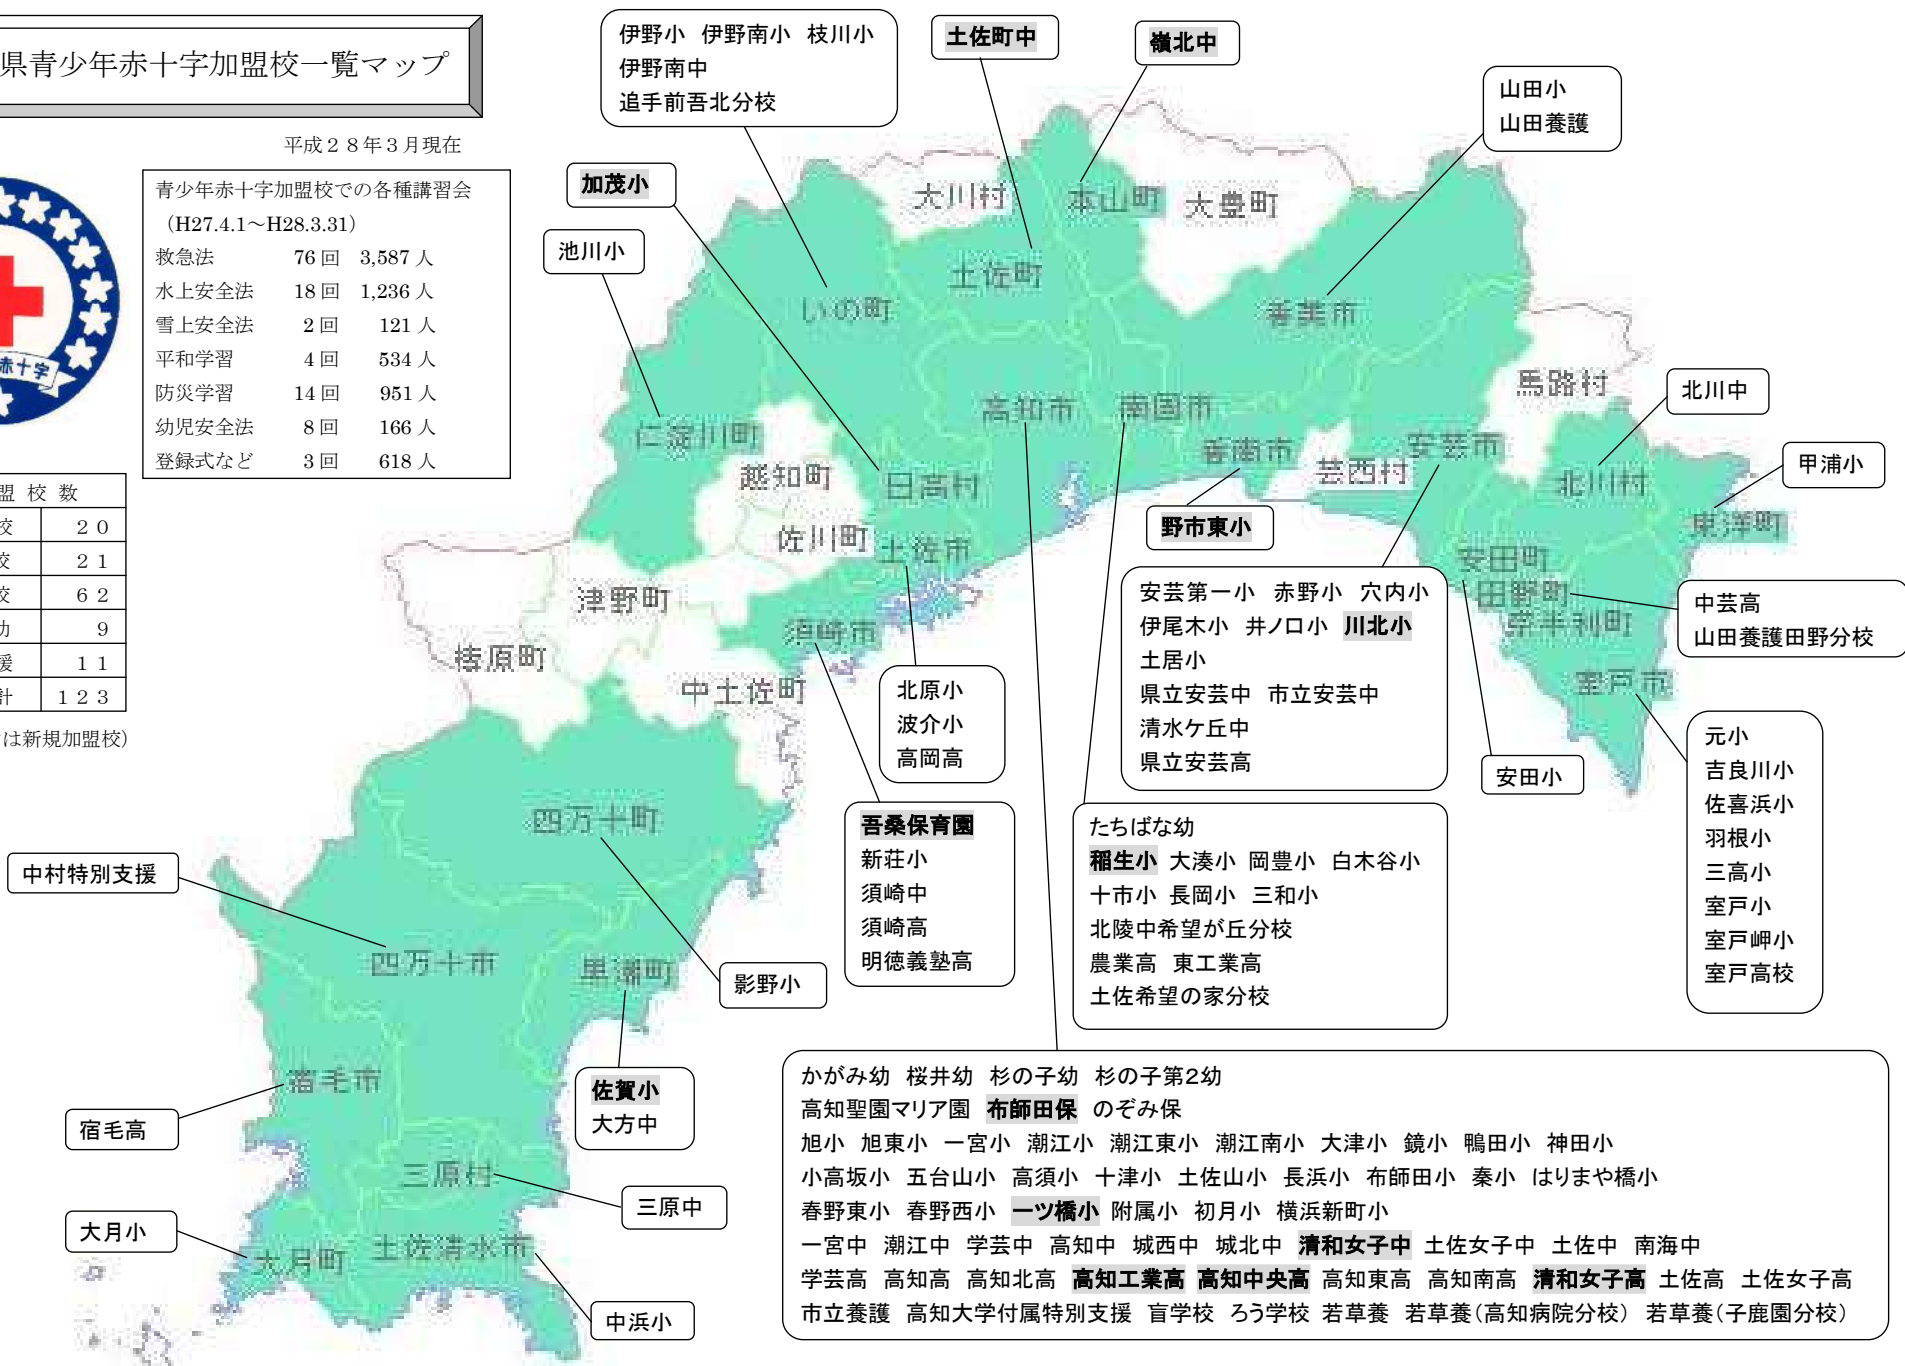 県青少年赤十字加盟校一覧マップ
平成２８年３月現在
青少年赤十字加盟校での各種講習会
（H27.4.1～H28.3.31）
救急法 76回 3,587人
水上安全法 18回 1,236人
雪上安全法 2回 121人
平和学習 4回 534人
防災学習 14回 951人
幼児安全法 8回 166人
登録式など 3回 618人
赤十字
盟校数
校 ２０
校 ２１
校 ６２
幼 ９
援 １１
計 １２３
は新規加盟校）
伊野小 伊野南小 枝川小
伊野南中
追手前吾北分校
土佐町中
嶺北中
山田小
山田養護
加茂小
池川小
大川村
本山町
大豊町
土佐町
いの町
香美市
馬路村
北川中
高知市
南国市
仁淀川町
香南市
安芸市
芸西村
越知町
日高村
北川村
甲浦小
東洋町
佐川町
土佐市
野市東小
安田町
田野町
奈半利町
室戸市
津野町
須崎市
梼原町
中土佐町
安芸第一小 赤野小 穴内小
伊尾木小 井ノ口小 川北小
土居小
県立安芸中 市立安芸中
清水ケ丘中
県立安芸高
中芸高
山田養護田野分校
北原小
波介小
高岡高
安田小
元小
吉良川小
佐喜浜小
羽根小
三高小
室戸小
室戸岬小
室戸高校
吾桑保育園
新荘小
須崎中
須崎高
明徳義塾高
たちばな幼
稲生小 大湊小 岡豊小 白木谷小
十市小 長岡小 三和小
北陵中希望が丘分校
農業高 東工業高
土佐希望の家分校
四万十町
中村特別支援
四万十市
黒潮町
影野小
佐賀小
大方中
宿毛市
宿毛高
三原村
三原中
大月小
大月町
土佐清水市
中浜小
かがみ幼 桜井幼 杉の子幼 杉の子第2幼
高知聖園マリア園 布師田保 のぞみ保
旭小 旭東小 一宮小 潮江小 潮江東小 潮江南小 大津小 鏡小 鴨田小 神田小
小高坂小 五台山小 高須小 十津小 土佐山小 長浜小 布師田小 秦小 はりまや橋小
春野東小 春野西小 一ツ橋小 附属小 初月小 横浜新町小
一宮中 潮江中 学芸中 高知中 城西中 城北中 清和女子中 土佐女子中 土佐中 南海中
学芸高 高知高 高知北高 高知工業高 高知中央高 高知東高 高知南高 清和女子高 土佐高 土佐女子高
市立養護 高知大学付属特別支援 盲学校 ろう学校 若草養 若草養（高知病院分校） 若草養（子鹿園分校）